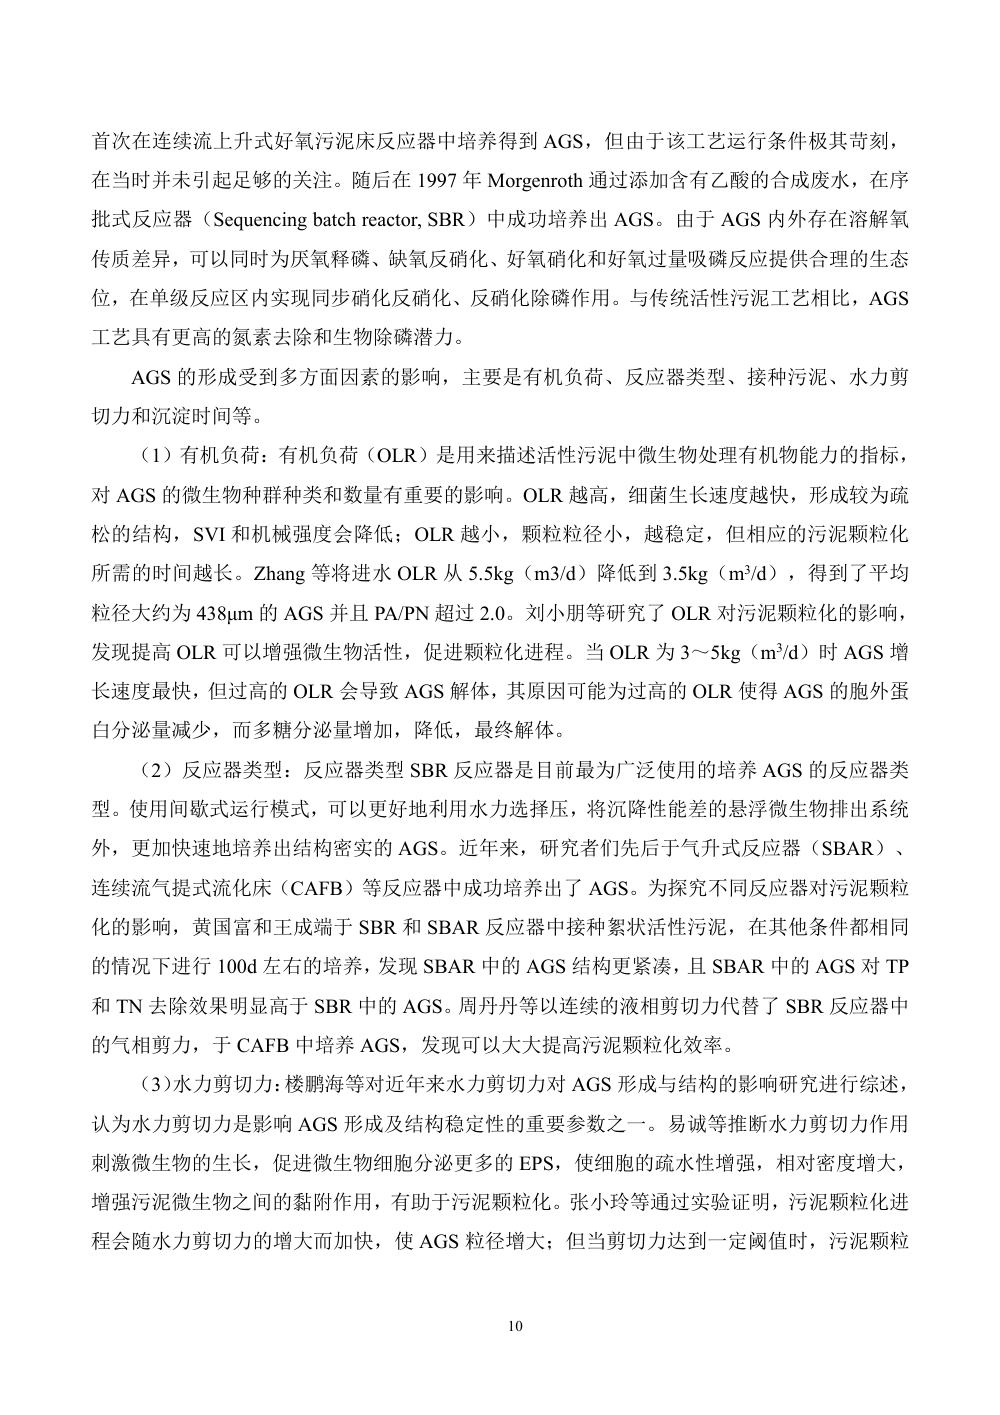 首次在连续流上升式好氧污泥床反应器中培养得到 AGS，但由于该工艺运行条件极其苛刻，
在当时并未引起足够的关注。随后在 1997 年 Morgenroth 通过添加含有乙酸的合成废水，在序
批式反应器（Sequencing batch reactor, SBR）中成功培养出 AGS。由于 AGS 内外存在溶解氧
传质差异，可以同时为厌氧释磷、缺氧反硝化、好氧硝化和好氧过量吸磷反应提供合理的生态
位，在单级反应区内实现同步硝化反硝化、反硝化除磷作用。与传统活性污泥工艺相比，AGS
工艺具有更高的氮素去除和生物除磷潜力。
AGS 的形成受到多方面因素的影响，主要是有机负荷、反应器类型、接种污泥、水力剪
切力和沉淀时间等。
（1）有机负荷：有机负荷（OLR）是用来描述活性污泥中微生物处理有机物能力的指标，
对 AGS 的微生物种群种类和数量有重要的影响。OLR 越高，细菌生长速度越快，形成较为疏
松的结构，SVI 和机械强度会降低；OLR 越小，颗粒粒径小，越稳定，但相应的污泥颗粒化
所需的时间越长。Zhang 等将进水 OLR 从 5.5kg（m3/d）降低到 3.5kg（m³/d），得到了平均
粒径大约为 438μm 的 AGS 并且 PA/PN 超过 2.0。刘小朋等研究了 OLR 对污泥颗粒化的影响，
发现提高 OLR 可以增强微生物活性，促进颗粒化进程。当 OLR 为 3～5kg（m³/d）时 AGS 增
长速度最快，但过高的 OLR 会导致 AGS 解体，其原因可能为过高的 OLR 使得 AGS 的胞外蛋
白分泌量减少，而多糖分泌量增加，降低，最终解体。
（2）反应器类型：反应器类型 SBR 反应器是目前最为广泛使用的培养 AGS 的反应器类
型。使用间歇式运行模式，可以更好地利用水力选择压，将沉降性能差的悬浮微生物排出系统
外，更加快速地培养出结构密实的 AGS。近年来，研究者们先后于气升式反应器（SBAR）、
连续流气提式流化床（CAFB）等反应器中成功培养出了 AGS。为探究不同反应器对污泥颗粒
化的影响，黄国富和王成端于 SBR 和 SBAR 反应器中接种絮状活性污泥，在其他条件都相同
的情况下进行 100d 左右的培养，发现 SBAR 中的 AGS 结构更紧凑，且 SBAR 中的 AGS 对 TP
和 TN 去除效果明显高于 SBR 中的 AGS。周丹丹等以连续的液相剪切力代替了 SBR 反应器中
的气相剪力，于 CAFB 中培养 AGS，发现可以大大提高污泥颗粒化效率。
（3）水力剪切力：楼鹏海等对近年来水力剪切力对 AGS 形成与结构的影响研究进行综述，
认为水力剪切力是影响 AGS 形成及结构稳定性的重要参数之一。易诚等推断水力剪切力作用
刺激微生物的生长，促进微生物细胞分泌更多的 EPS，使细胞的疏水性增强，相对密度增大，
增强污泥微生物之间的黏附作用，有助于污泥颗粒化。张小玲等通过实验证明，污泥颗粒化进
程会随水力剪切力的增大而加快，使 AGS 粒径增大；但当剪切力达到一定阈值时，污泥颗粒
10